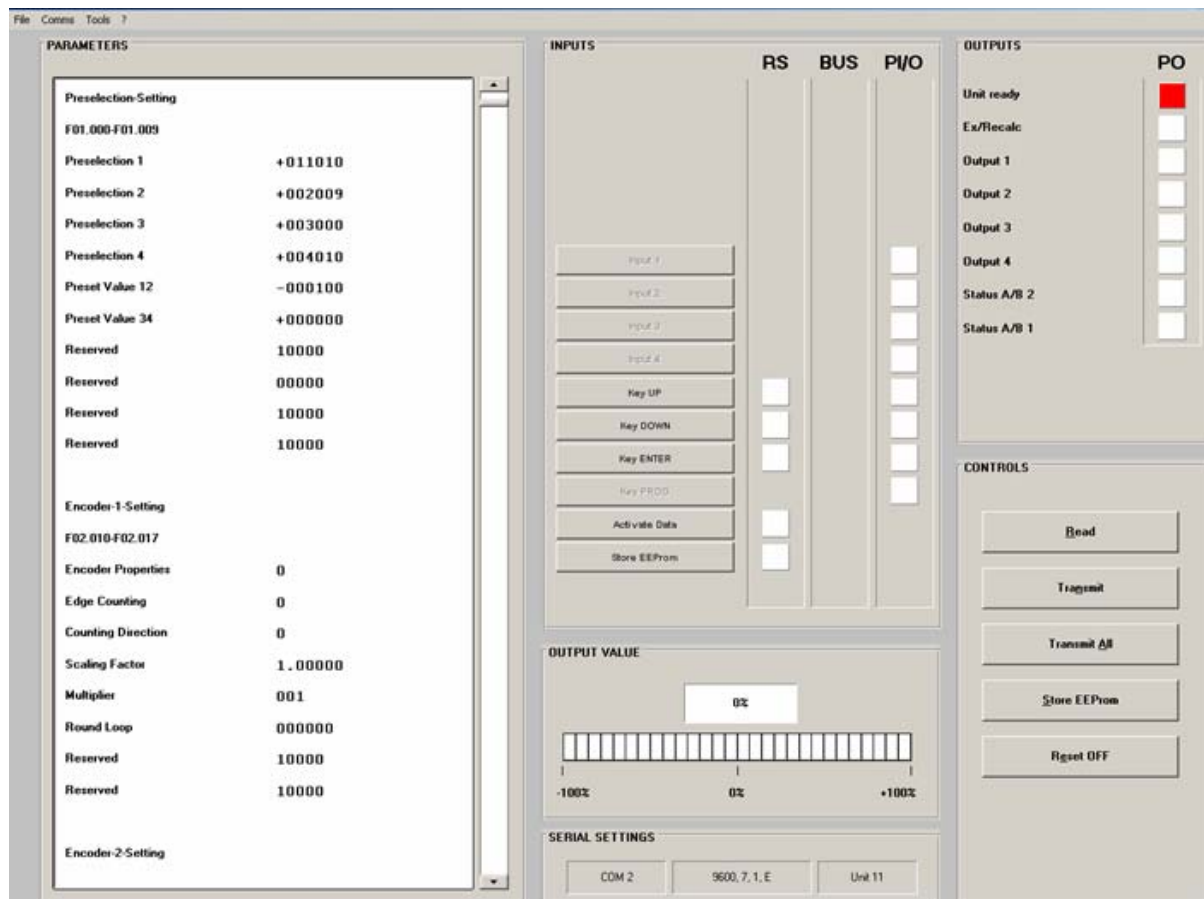 File Comms Tools ?
PARAMETERS
Preselection-Setting
F01.000-F01.009
Preselection 1 +011010
Preselection 2 +002009
Preselection 3 +003000
Preselection 4 +004010
Preset Value 12 -000100
Preset Value 34 +000000
Reserved 10000
Reserved 00000
Reserved 10000
Reserved 10000
Encoder-1-Setting
F02.010-F02.017
Encoder Properties 0
Edge Counting 0
Counting Direction 0
Scaling Factor 1.00000
Multiplier 001
Round Loop 000000
Reserved 10000
Reserved 10000
Encoder-2-Setting
INPUTS
RS BUS PI/O
Input 1
Input 2
Input 3
Input 4
Key UP
Key DOWN
Key ENTER
Key PROG
Activate Data
Store EEProm
OUTPUT VALUE
0%
-100% 0% +100%
SERIAL SETTINGS
COM 2 9600, 7, 1, E Unit 11
OUTPUTS
PO
Unit ready
Ex/Recalc
Output 1
Output 2
Output 3
Output 4
Status A/B 2
Status A/B 1
CONTROLS
Read
Transmit
Transmit All
Store EEProm
Reset OFF